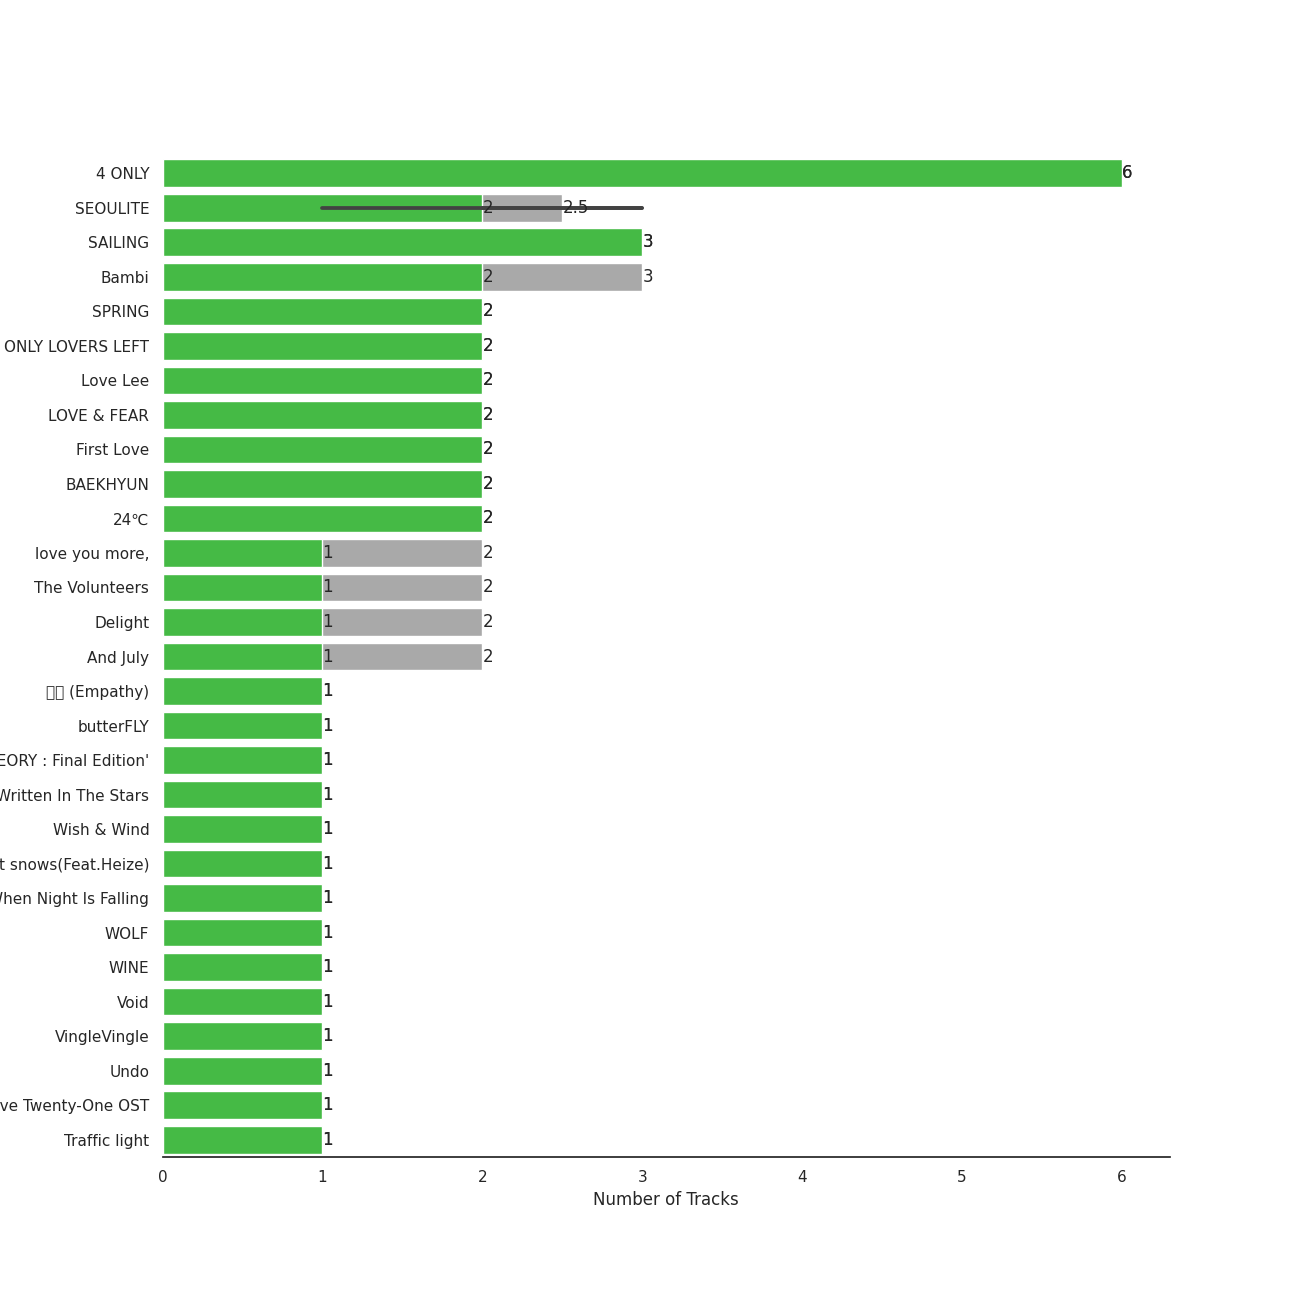 4 ONLY 6
SEOULITE 2 2.5
SAILING 3
Bambi 2 3
SPRING 2
ONLY LOVERS LEFT 2
Love Lee 2
LOVE & FEAR 2
First Love 2
BAEKHYUN 2
24℃ 2
love you more, 1 2
The Volunteers 1 2
Delight 1 2
And July 1 2
(Empathy) 1
butterFLY 1
EORY : Final Edition' 1
Written In The Stars 1
Wish & Wind 1
t snows(Feat.Heize) 1
When Night Is Falling 1
WOLF 1
WINE 1
Void 1
VingleVingle 1
Undo 1
ve Twenty-One OST 1
Traffic light 1
0 1 2 3 4 5 6
Number of Tracks